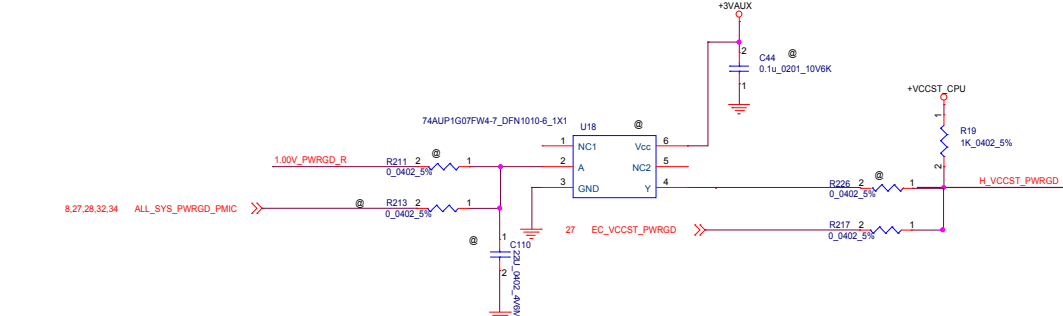 +3VAUX
2
@
C44
0.1u_0201_10V6K
1
+VCCST_CPU
1
R19
1K_0402_5%
2
74AUP1G07FW4-7_DFN1010-6_1X1
U18
@
1
NC1
Vcc
6
2
A
NC2
5
3
GND
Y
4
1.00V_PWRGD_R
R211
2
@
1
0_0402_5%
8,27,28,32,34
ALL_SYS_PWRGD_PMIC
@
R213
2
1
0_0402_5%
R226
2
@
1
0_0402_5%
H_VCCST_PWRGD
27
EC_VCCST_PWRGD
R217
2
1
0_0402_5%
@
1
C110
2